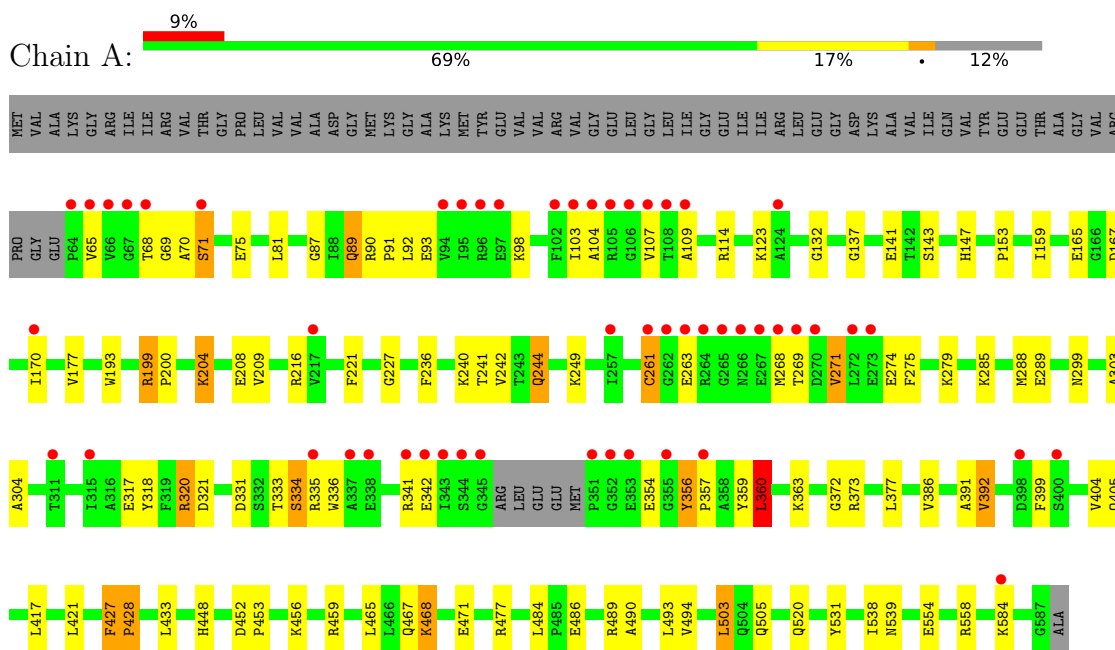 9%
Chain A:
69% 17% • 12%
MET VAL ALA LYS GLY ARG ILE ILE ARG VAL THR GLY PRO LEU VAL VAL ALA ASP GLY MET LYS GLY ALA LYS MET TYR GLU VAL VAL ARG VAL GLY GLU LEU GLY LEU ILE GLY GLU ILE ILE ARG LEU GLU GLY ASP LYS ALA VAL ILE GLN VAL TYR GLU GLU THR ALA GLY VAL ARG
PRO GLY GLU P64 V65 V66 G67 T68 G69 A70 S71 E75 L81 G87 I88 Q89 R90 P91 L92 E93 V94 I95 R96 E97 K98 F102 I103 A104 R105 G106 V107 T108 A109 R114 K123 A124 G132 G137 E141 T142 S143 H147 P153 I159 E165 G166 D167
I170 V177 W193 R199 P200 K204 E208 V209 R216 V217 F221 G227 F236 K240 T241 V242 T243 Q244 K249 I257 C261 G262 E263 R264 G265 N266 E267 M268 T269 D270 V271 L272 E273 E274 F275 K279 K285 M288 E289 N299 A303
A304 T311 I315 A316 E317 Y318 F319 R320 D321 D331 S332 T333 S334 R335 W336 A337 E338 R341 E342 I343 S344 G345 ARG LEU GLU GLU MET P351 G352 E353 E354 G355 Y356 P357 A358 Y359 L360 K363 G372 R373 L377 V386 A391 V392 D398 F399 S400 V404 R405
L417 L421 F427 P428 L433 H448 D452 P453 K456 R459 L465 L466 Q467 K468 E471 R477 L484 P485 E486 R489 A490 L493 V494 L503 Q504 Q505 Q520 Y531 I538 N539 E554 R558 K584 G587 ALA